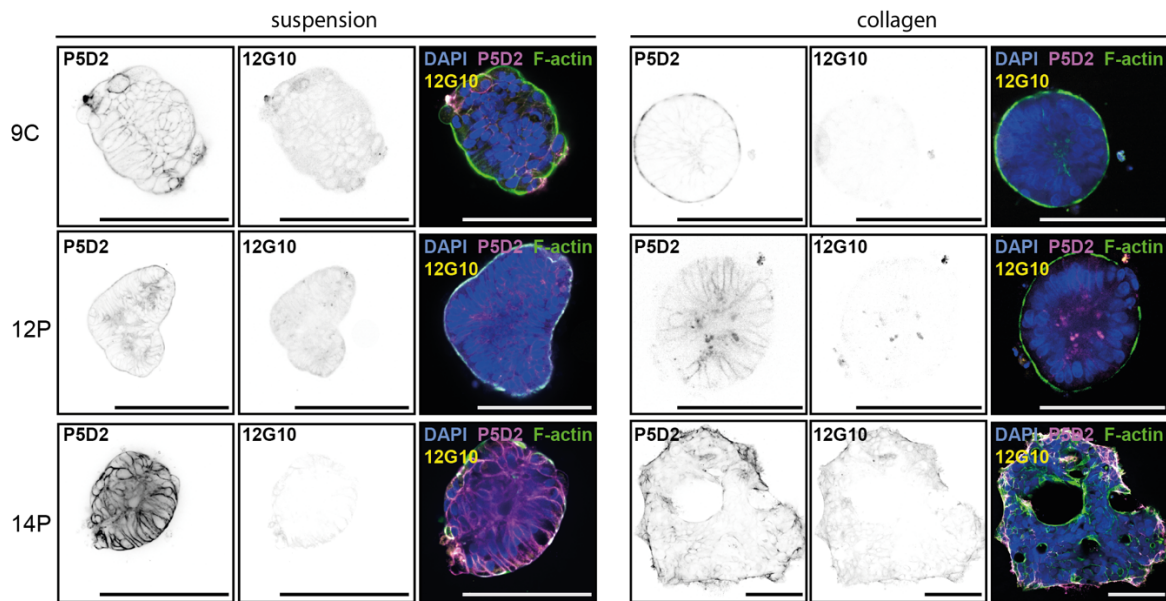 suspension collagen
P5D2 12G10 DAPI P5D2 F-actin P5D2 12G10 DAPI P5D2 F-actin
12G10 12G10
9C
P5D2 12G10 DAPI P5D2 F-actin P5D2 12G10 DAPI P5D2 F-actin
12G10 12G10
12P
P5D2 12G10 DAPI P5D2 F-actin P5D2 12G10 DAPI P5D2 F-actin
12G10 12G10
14P